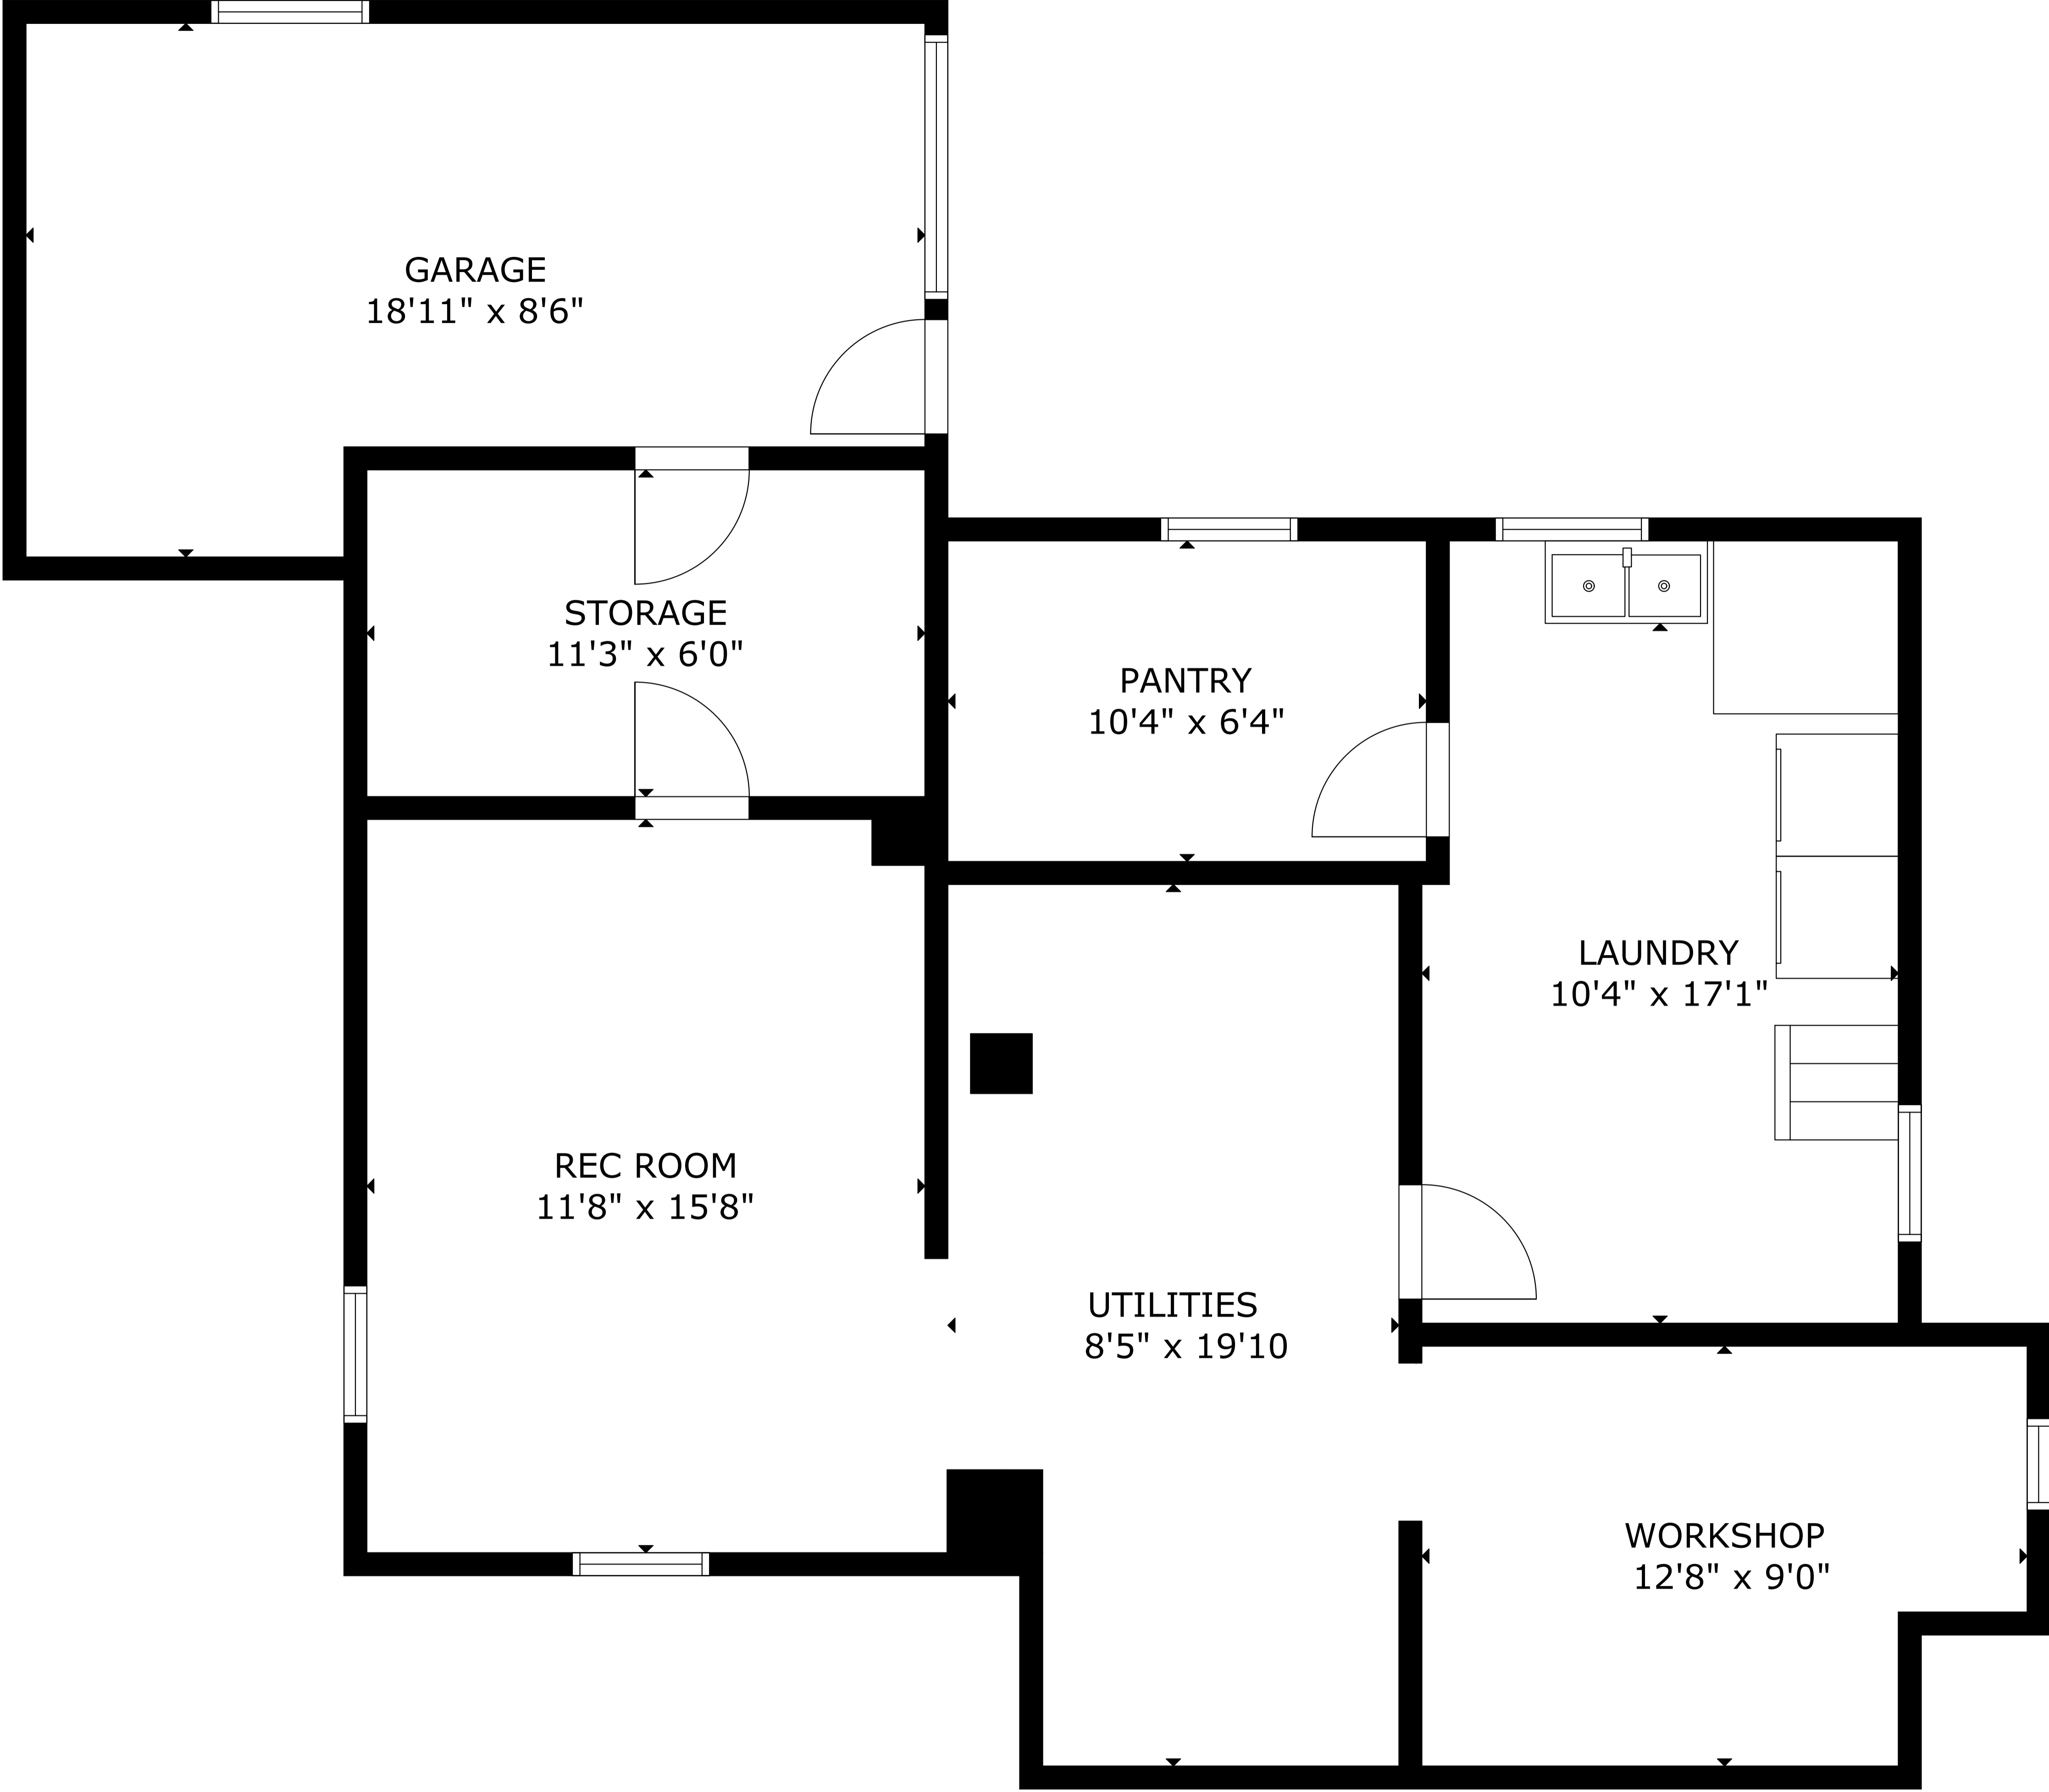 GARAGE
18'11" x 8'6"
STORAGE
11'3" x 6'0"
PANTRY
10'4" x 6'4"
LAUNDRY
10'4" x 17'1"
REC ROOM
11'8" x 15'8"
UTILITIES
8'5" x 19'10
WORKSHOP
12'8" x 9'0"